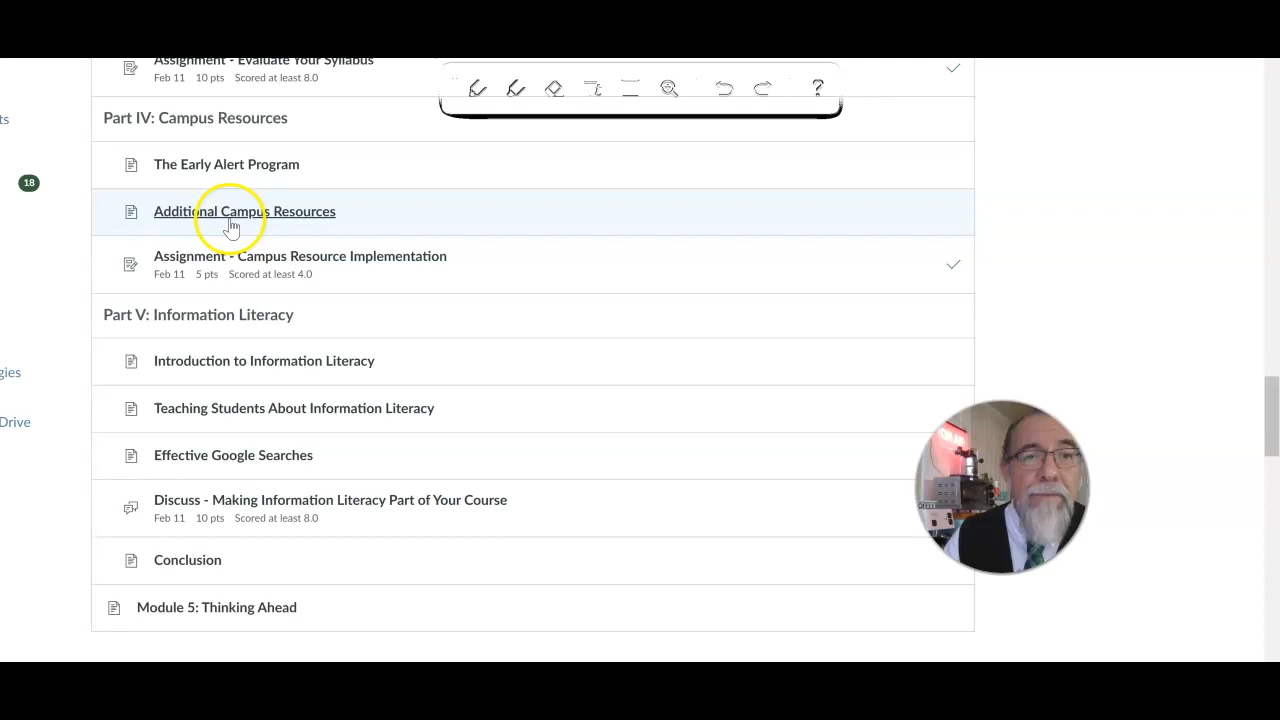 Assignment - Evaluate Your Syllabus
Feb 11 10 pts Scored at least 8.0
?
Part IV: Campus Resources
ts
The Early Alert Program
18
Additional Campus Resources
Assignment - Campus Resource Implementation
Feb 11 5 pts Scored at least 4.0
Part V: Information Literacy
Introduction to Information Literacy
gies
Teaching Students About Information Literacy
Drive
Effective Google Searches
Discuss - Making Information Literacy Part of Your Course
Feb 11 10 pts Scored at least 8.0
Conclusion
Module 5: Thinking Ahead